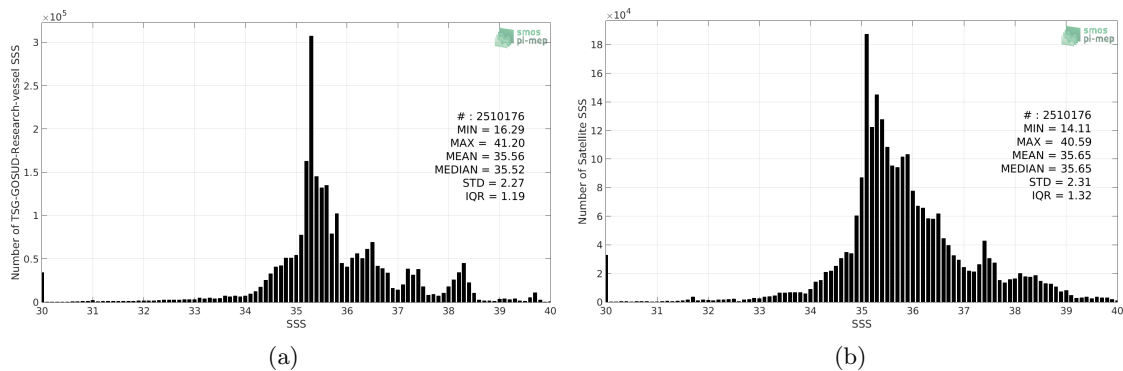 ×10⁵
smos
pi-mep
Number of TSG-GOSUD-Research-vessel SSS
3
2.5
2
1.5
1
0.5
0
# : 2510176
MIN = 16.29
MAX = 41.20
MEAN = 35.56
MEDIAN = 35.52
STD = 2.27
IQR = 1.19
30 31 32 33 34 35 36 37 38 39 40
SSS
(a)
×10⁴
smos
pi-mep
Number of Satellite SSS
18
16
14
12
10
8
6
4
2
0
# : 2510176
MIN = 14.11
MAX = 40.59
MEAN = 35.65
MEDIAN = 35.65
STD = 2.31
IQR = 1.32
30 31 32 33 34 35 36 37 38 39 40
SSS
(b)